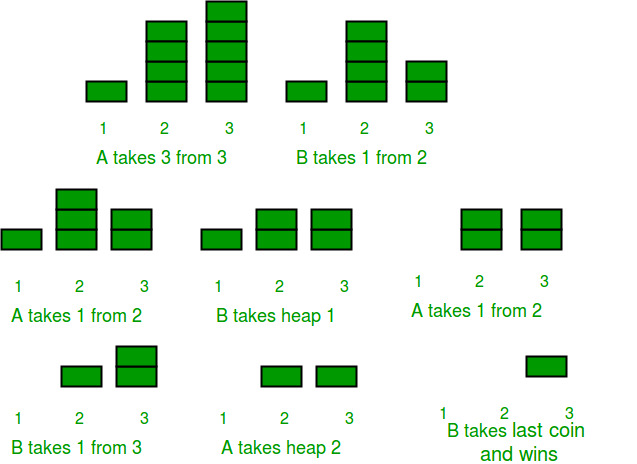 1 2 3
A takes 3 from 3
1 2 3
B takes 1 from 2
1 2 3
A takes 1 from 2
1 2 3
B takes heap 1
1 2 3
A takes 1 from 2
1 2 3
B takes 1 from 3
1 2 3
A takes heap 2
1 2 3
B takes last coin
and wins